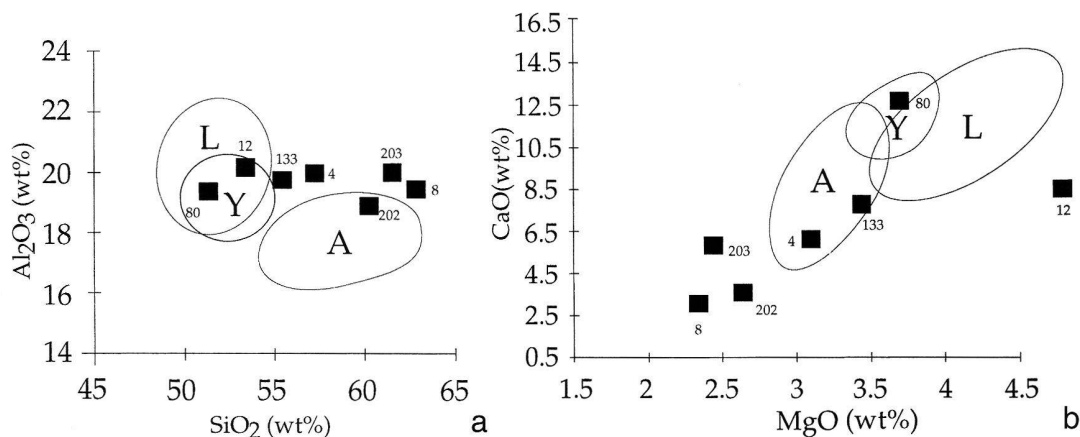 24
22
20
18
16
14
Al₂O₃ (wt%)
L
Y
A
12
133
4
203
8
80
202
45 50 55 60 65
SiO₂ (wt%)
a
16.5
14.5
12.5
10.5
8.5
6.5
4.5
2.5
0.5
CaO(wt%)
Y
L
A
80
12
133
4
203
202
8
1.5 2 2.5 3 3.5 4 4.5
MgO (wt%)
b